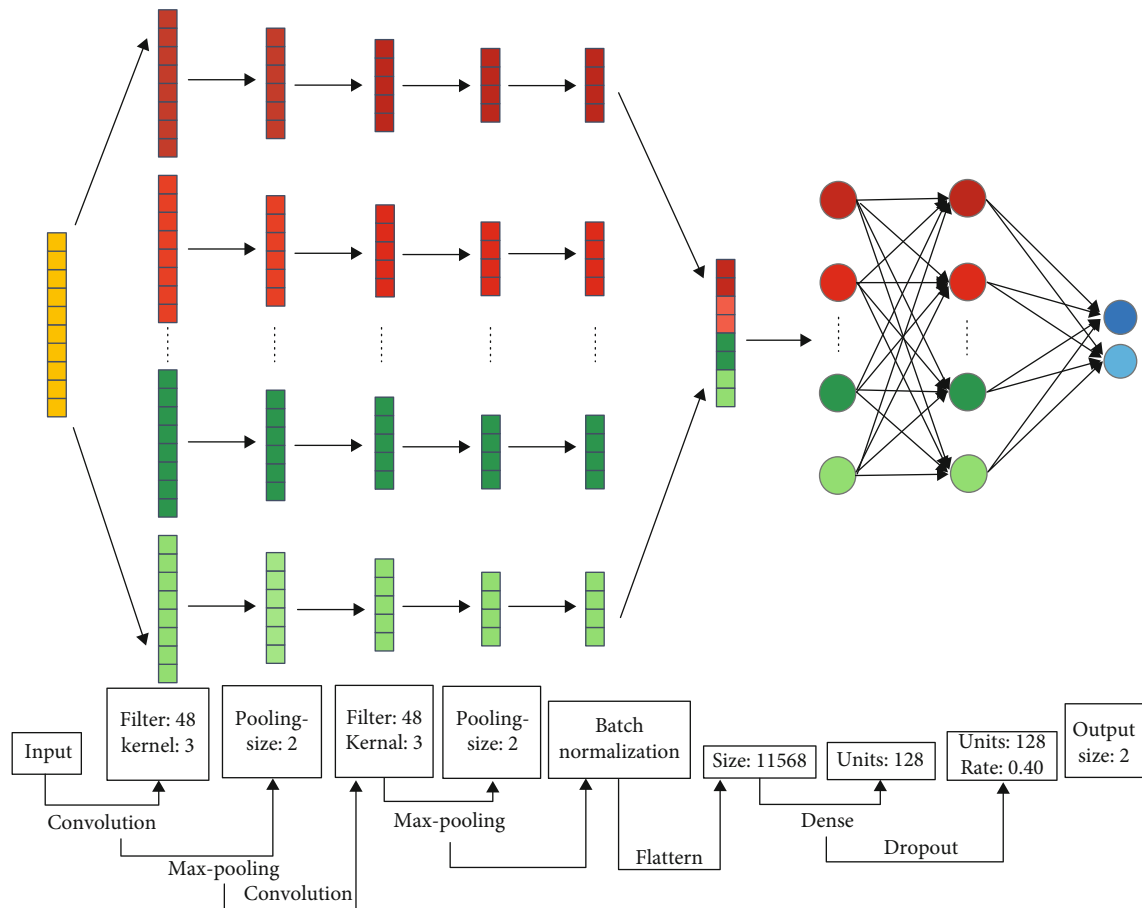 Input
Filter: 48
kernel: 3
Pooling-
size: 2
Filter: 48
Kernal: 3
Pooling-
size: 2
Batch
normalization
Size: 11568
Units: 128
Units: 128
Rate: 0.40
Output
size: 2
Convolution
Max-pooling
Convolution
Max-pooling
Flattern
Dense
Dropout